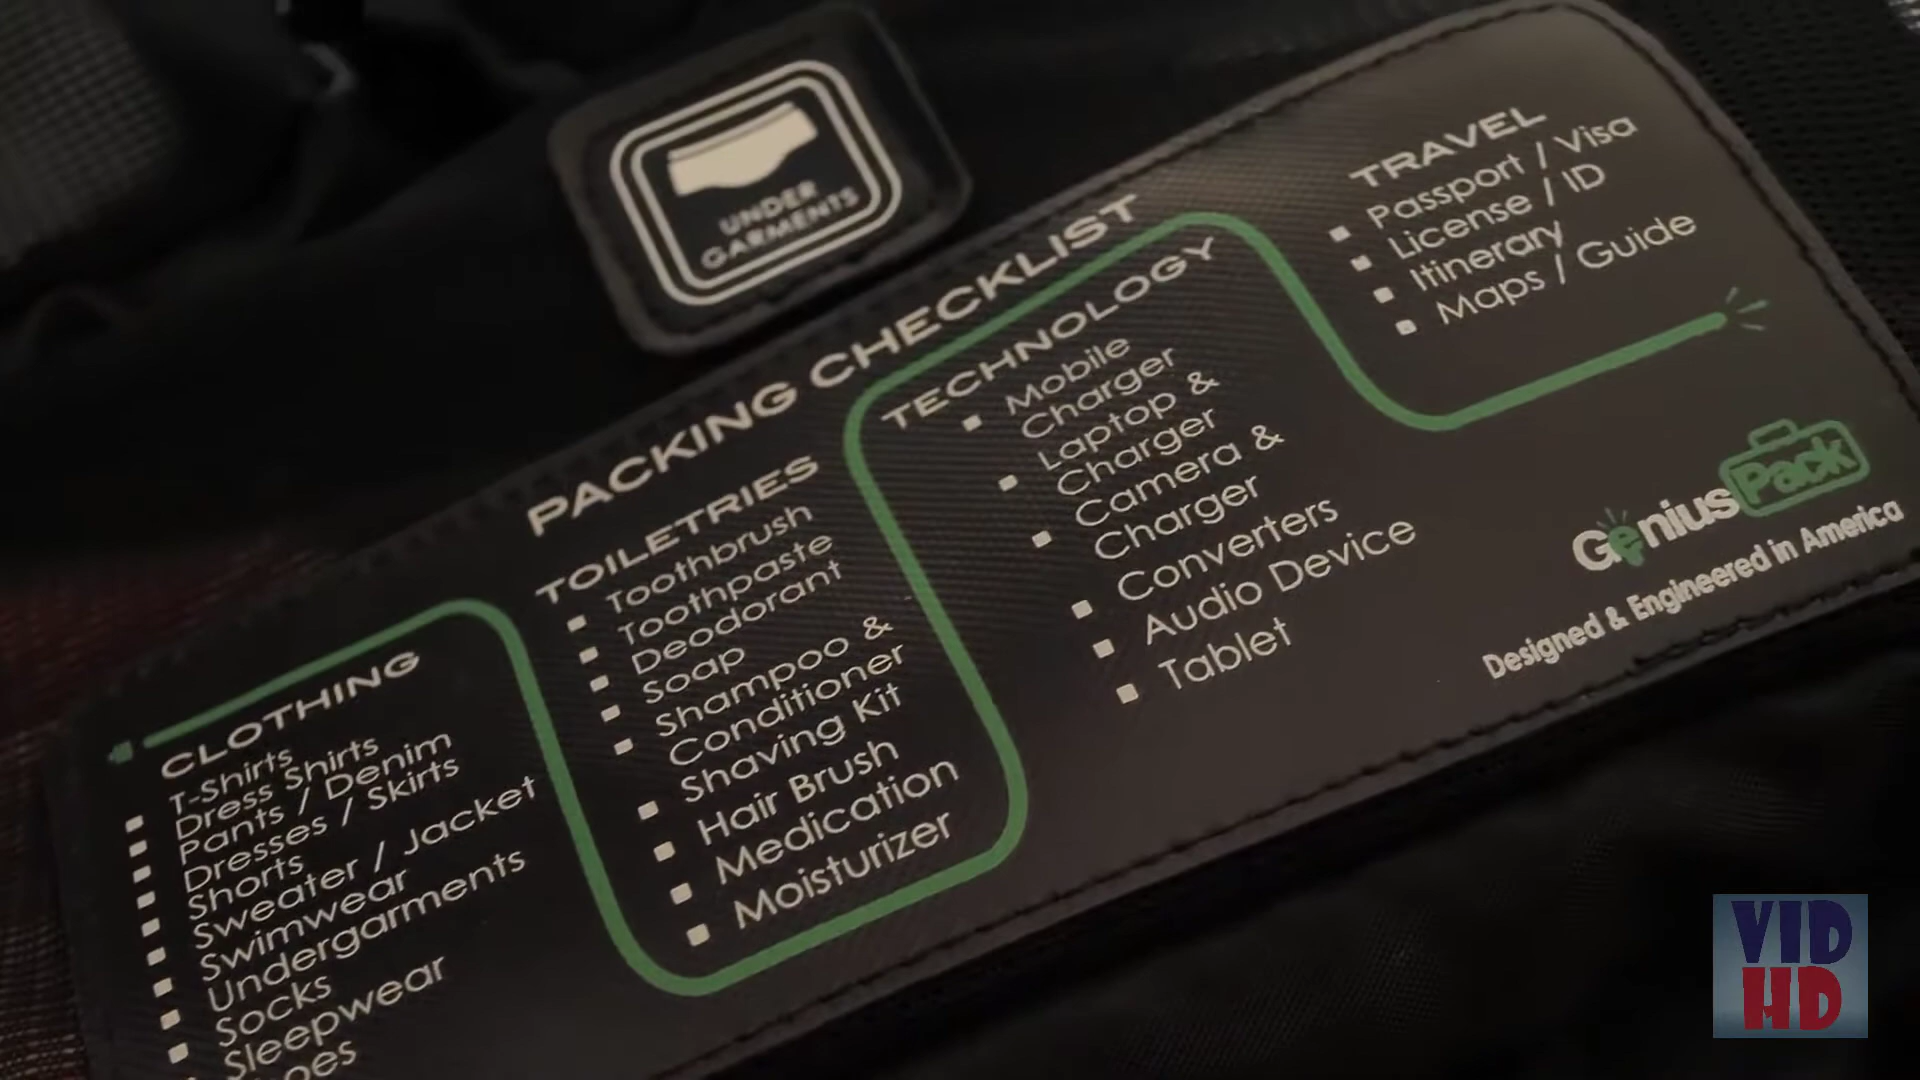 UNDER
GARMENTS
PACKING CHECKLIST
CLOTHING
T-Shirts
Dress Shirts
Pants / Denim
Dresses / Skirts
Shorts
Sweater / Jacket
Swimwear
Undergarments
Socks
Sleepwear
TOILETRIES
Toothbrush
Toothpaste
Deodorant
Soap
Shampoo &
Conditioner
Shaving Kit
Hair Brush
Medication
Moisturizer
TECHNOLOGY
Mobile
Charger
Laptop &
Charger
Camera &
Charger
Converters
Audio Device
Tablet
TRAVEL
Passport / Visa
License / ID
Itinerary
Maps / Guide
Genius Pack
Designed & Engineered in America
VID
HD